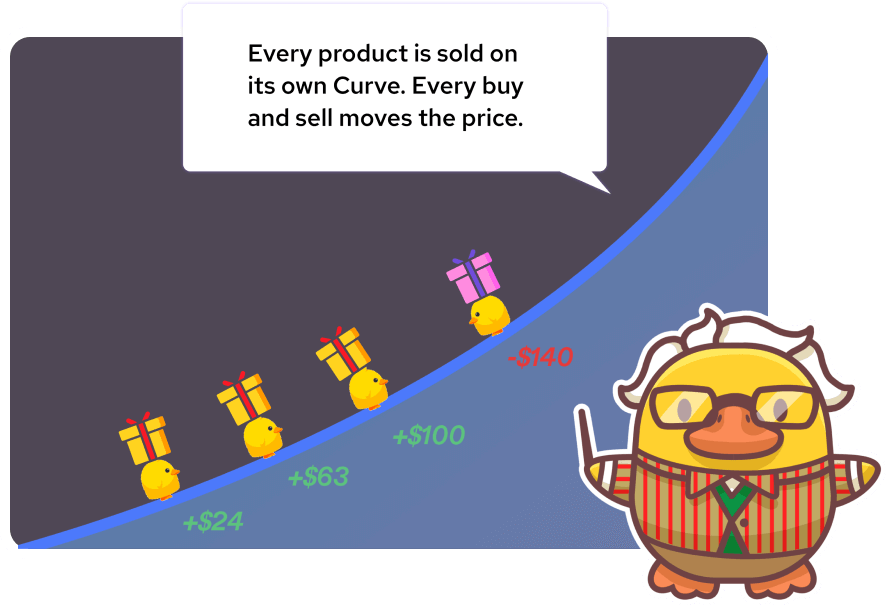 Every product is sold on
its own Curve. Every buy
and sell moves the price.
-$140
+$100
+$63
+$24